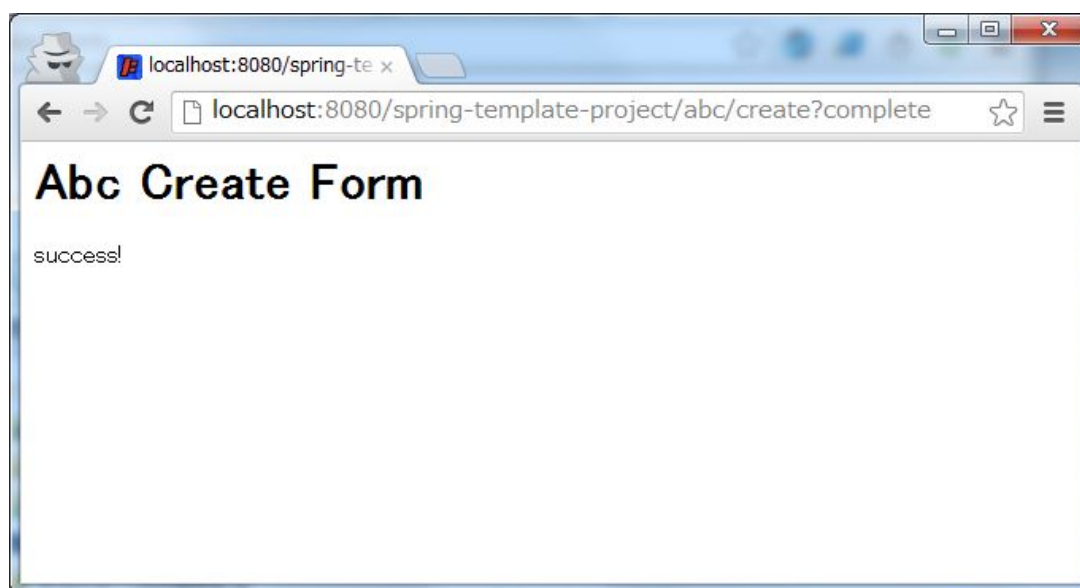 localhost:8080/spring-te
localhost:8080/spring-template-project/abc/create?complete
Abc Create Form
success!